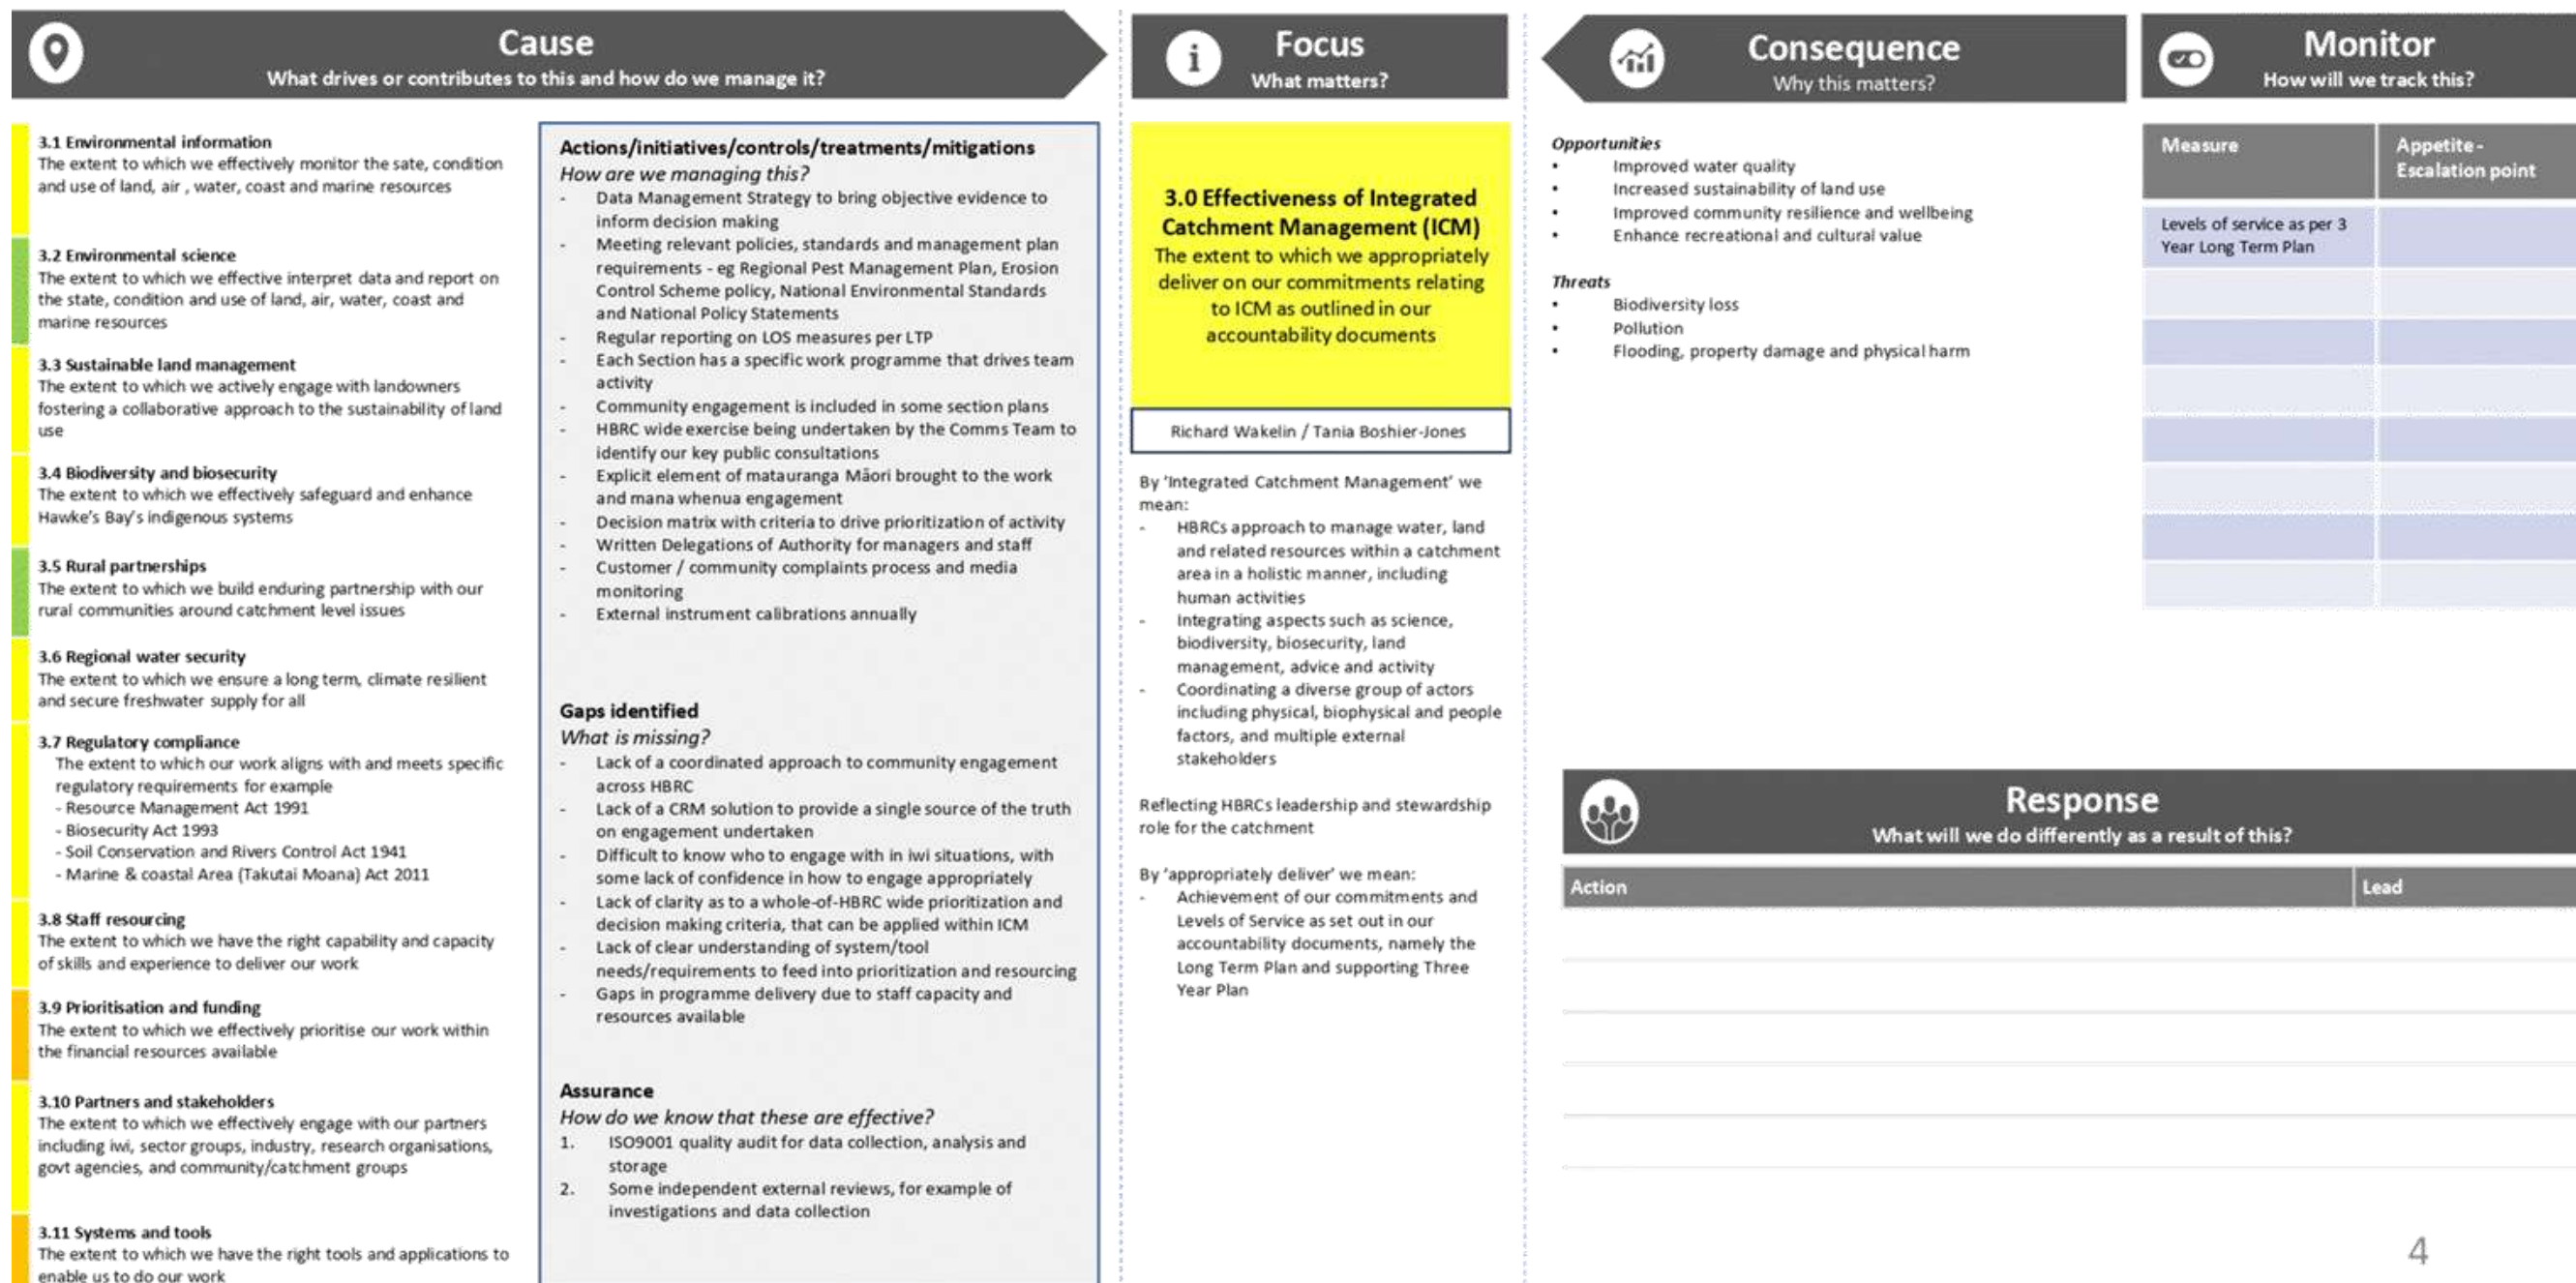 Cause
What drives or contributes to this and how do we manage it?
3.1 Environmental information
The extent to which we effectively monitor the sate, condition
and use of land, air , water, coast and marine resources
3.2 Environmental science
The extent to which we effective interpret data and report on
the state, condition and use of land, air, water, coast and
marine resources
3.3 Sustainable land management
The extent to which we actively engage with landowners
fostering a collaborative approach to the sustainability of land
use
3.4 Biodiversity and biosecurity
The extent to which we effectively safeguard and enhance
Hawke's Bay's indigenous systems
3.5 Rural partnerships
The extent to which we build enduring partnership with our
rural communities around catchment level issues
3.6 Regional water security
The extent to which we ensure a long term, climate resilient
and secure freshwater supply for all
3.7 Regulatory compliance
The extent to which our work aligns with and meets specific
regulatory requirements for example
- Resource Management Act 1991
- Biosecurity Act 1993
- Soil Conservation and Rivers Control Act 1941
- Marine & coastal Area (Takutai Moana) Act 2011
3.8 Staff resourcing
The extent to which we have the right capability and capacity
of skills and experience to deliver our work
3.9 Prioritisation and funding
The extent to which we effectively prioritise our work within
the financial resources available
3.10 Partners and stakeholders
The extent to which we effectively engage with our partners
including iwi, sector groups, industry, research organisations,
govt agencies, and community/catchment groups
3.11 Systems and tools
The extent to which we have the right tools and applications to
enable us to do our work
Actions/initiatives/controls/treatments/mitigations
How are we managing this?
- Data Management Strategy to bring objective evidence to
inform decision making
- Meeting relevant policies, standards and management plan
requirements - eg Regional Pest Management Plan, Erosion
Control Scheme policy, National Environmental Standards
and National Policy Statements
- Regular reporting on LOS measures per LTP
- Each Section has a specific work programme that drives team
activity
- Community engagement is included in some section plans
- HBRC wide exercise being undertaken by the Comms Team to
identify our key public consultations
- Explicit element of matauranga Māori brought to the work
and mana whenua engagement
- Decision matrix with criteria to drive prioritization of activity
- Written Delegations of Authority for managers and staff
- Customer / community complaints process and media
monitoring
- External instrument calibrations annually
Gaps identified
What is missing?
- Lack of a coordinated approach to community engagement
across HBRC
- Lack of a CRM solution to provide a single source of the truth
on engagement undertaken
- Difficult to know who to engage with in iwi situations, with
some lack of confidence in how to engage appropriately
- Lack of clarity as to a whole-of-HBRC wide prioritization and
decision making criteria, that can be applied within ICM
- Lack of clear understanding of system/tool
needs/requirements to feed into prioritization and resourcing
- Gaps in programme delivery due to staff capacity and
resources available
Assurance
How do we know that these are effective?
1. ISO9001 quality audit for data collection, analysis and
storage
2. Some independent external reviews, for example of
investigations and data collection
Focus
What matters?
3.0 Effectiveness of Integrated
Catchment Management (ICM)
The extent to which we appropriately
deliver on our commitments relating
to ICM as outlined in our
accountability documents
Richard Wakelin / Tania Boshier-Jones
By 'Integrated Catchment Management' we
mean:
- HBRCs approach to manage water, land
and related resources within a catchment
area in a holistic manner, including
human activities
- Integrating aspects such as science,
biodiversity, biosecurity, land
management, advice and activity
- Coordinating a diverse group of actors
including physical, biophysical and people
factors, and multiple external
stakeholders
Reflecting HBRCs leadership and stewardship
role for the catchment
By 'appropriately deliver' we mean:
- Achievement of our commitments and
Levels of Service as set out in our
accountability documents, namely the
Long Term Plan and supporting Three
Year Plan
Consequence
Why this matters?
Opportunities
• Improved water quality
• Increased sustainability of land use
• Improved community resilience and wellbeing
• Enhance recreational and cultural value
Threats
• Biodiversity loss
• Pollution
• Flooding, property damage and physical harm
Monitor
How will we track this?
Measure
Appetite -
Escalation point
Levels of service as per 3
Year Long Term Plan
Response
What will we do differently as a result of this?
Action
Lead
4